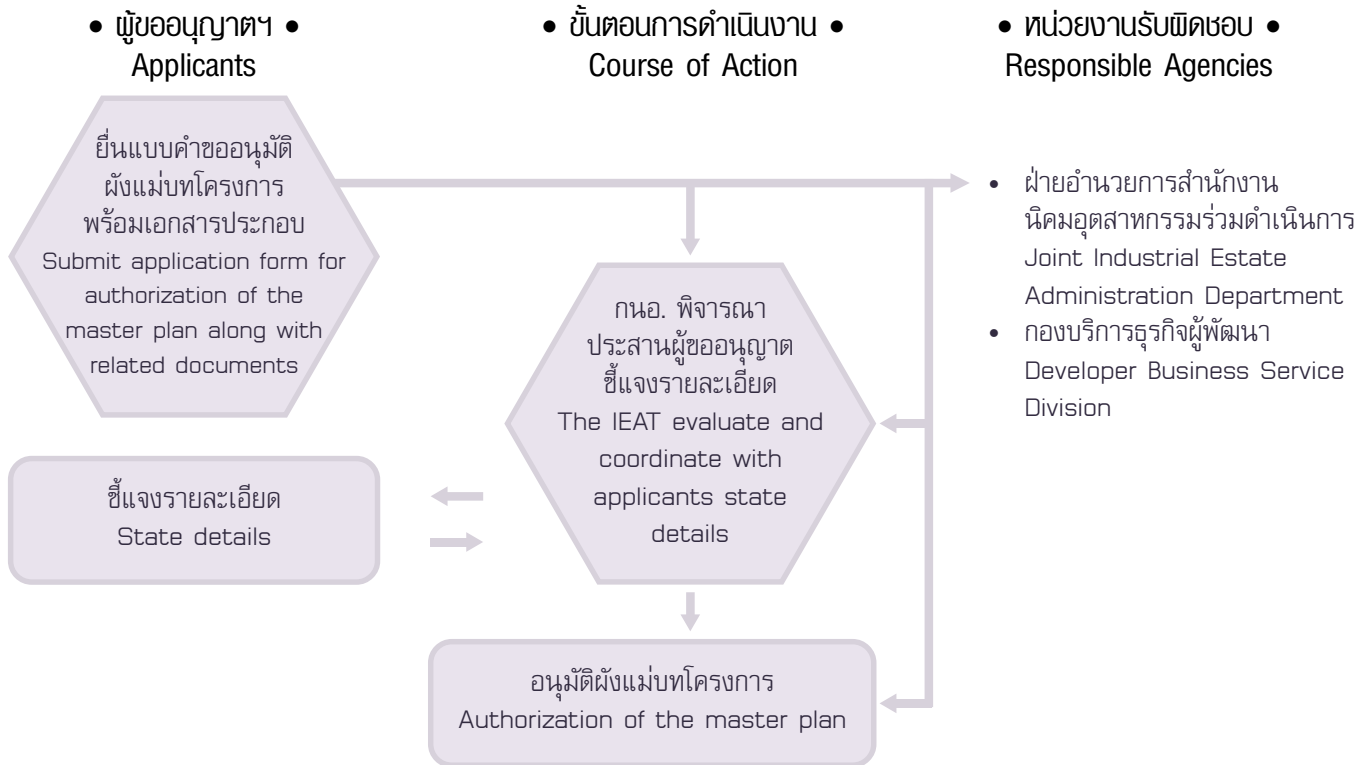 • ผู้ขออนุญาตฯ •
Applicants
• ขั้นตอนการดำเนินงาน •
Course of Action
• หน่วยงานรับผิดชอบ •
Responsible Agencies
ยื่นแบบคำขออนุมัติ
ผังแม่บทโครงการ
พร้อมเอกสารประกอบ
Submit application form for
authorization of the
master plan along with
related documents
• ฝ่ายอำนวยการสำนักงาน
นิคมอุตสาหกรรมร่วมดำเนินการ
Joint Industrial Estate
Administration Department
• กองบริการธุรกิจผู้พัฒนา
Developer Business Service
Division
กนอ. พิจารณา
ประสานผู้ขออนุญาต
ชี้แจงรายละเอียด
The IEAT evaluate and
coordinate with
applicants state
details
ชี้แจงรายละเอียด
State details
อนุมัติผังแม่บทโครงการ
Authorization of the master plan